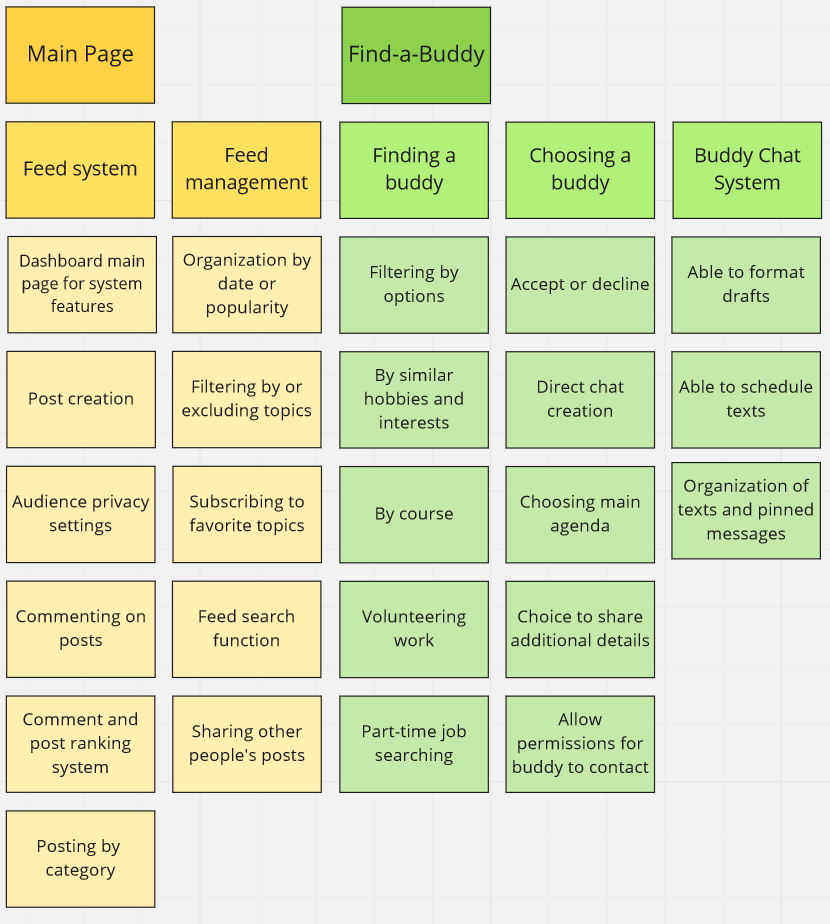 Main Page
Find-a-Buddy
Feed system
Feed
management
Finding a
buddy
Choosing a
buddy
Buddy Chat
System
Dashboard main
page for system
features
Organization by
date or
popularity
Filtering by
options
Accept or decline
Able to format
drafts
Post creation
Filtering by or
excluding topics
By similar
hobbies and
interests
Direct chat
creation
Able to schedule
texts
Audience privacy
settings
Subscribing to
favorite topics
By course
Choosing main
agenda
Organization of
texts and pinned
messages
Commenting on
posts
Feed search
function
Volunteering
work
Choice to share
additional details
Comment and
post ranking
system
Sharing other
people's posts
Part-time job
searching
Allow
permissions for
buddy to contact
Posting by
category